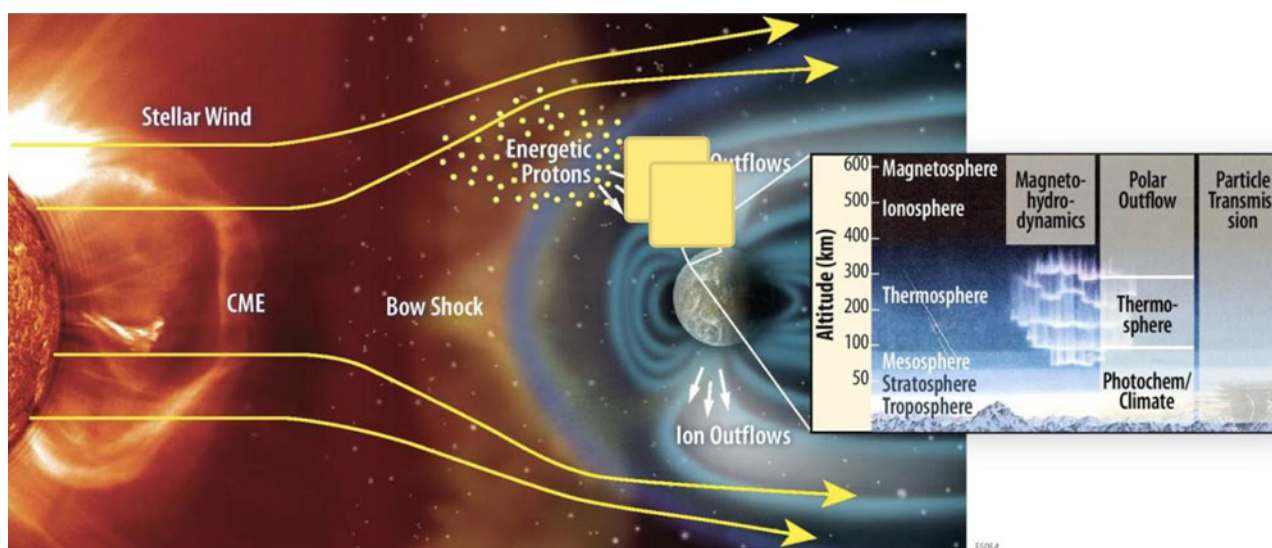 Stellar Wind
Energetic
Protons
Outflows
CME
Bow Shock
Ion Outflows
Altitude (km)
600
500
400
300
200
100
50
Magnetosphere
Ionosphere
Thermosphere
Mesosphere
Stratosphere
Troposphere
Magneto-
hydro-
dynamics
Polar
Outflow
Thermo-
sphere
Photochem/
Climate
Particle
Transmis
sion